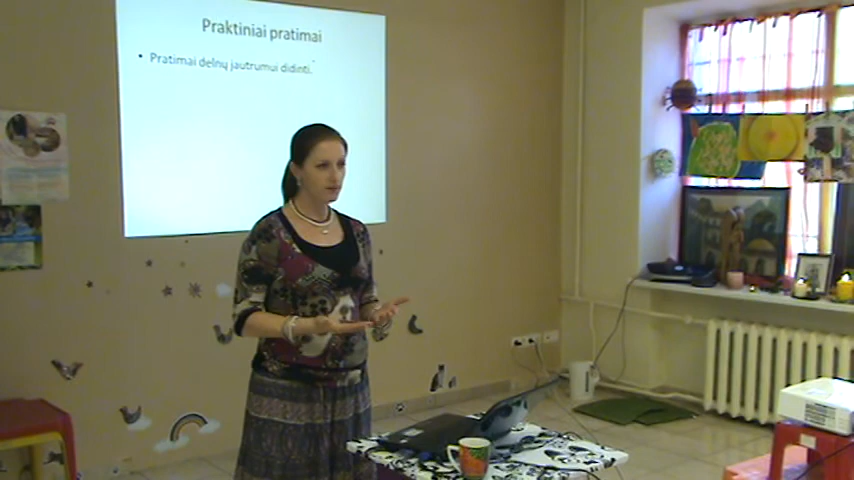 Praktiniai pratimai
• Pratimai delnų jautrumui didinti.